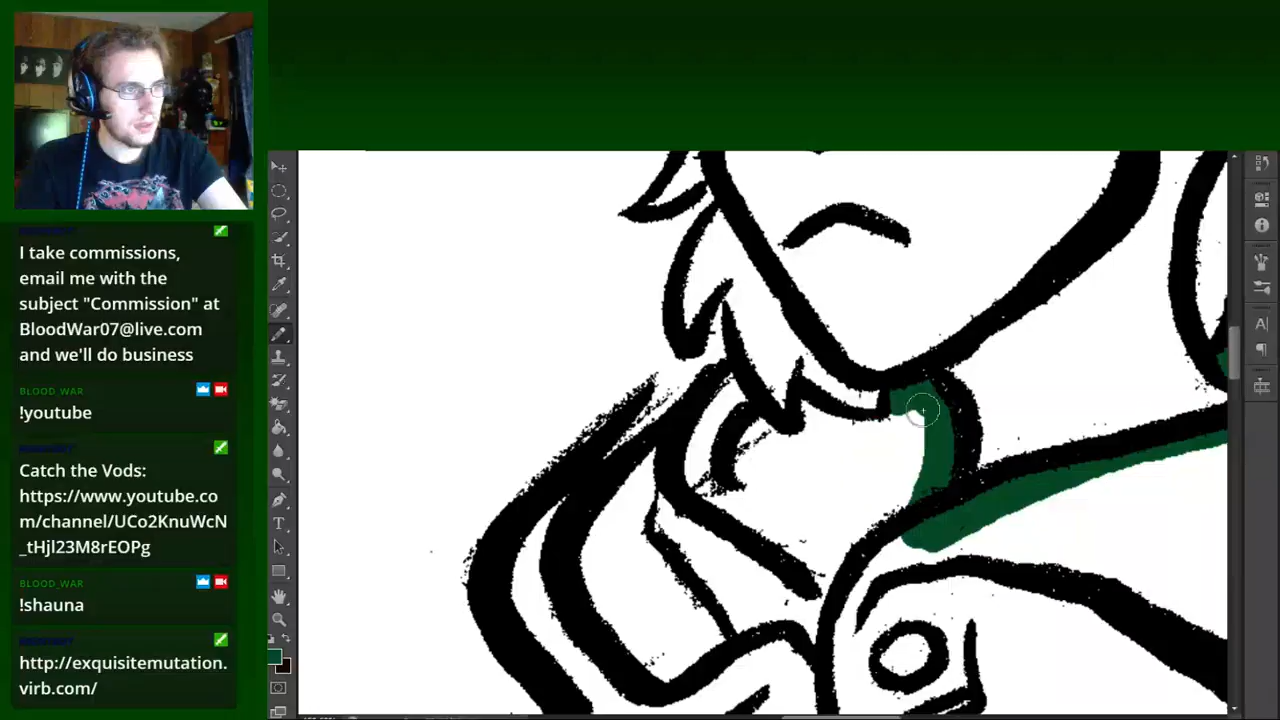 I take commissions,
email me with the
subject "Commission" at
BloodWar07@live.com
and we'll do business
BLOOD_WAR
!youtube
Catch the Vods:
https://www.youtube.co
m/channel/UCo2KnuWcN
_tHjl23M8rEOPg
BLOOD_WAR
!shauna
http://exquisitemutation.
virb.com/